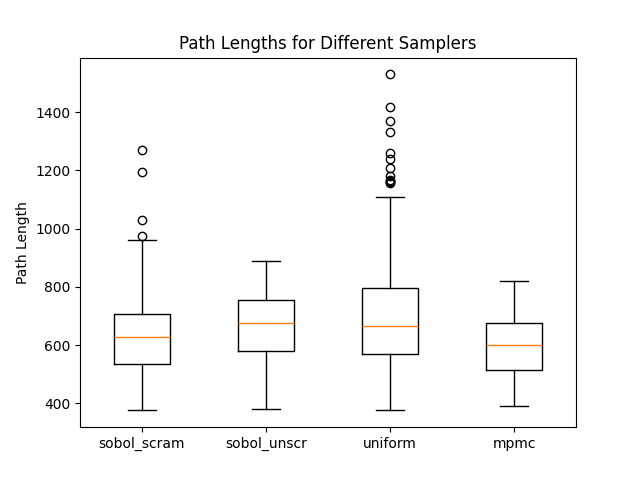 Path Lengths for Different Samplers
Path Length
1400
1200
1000
800
600
400
sobol_scram
sobol_unscr
uniform
mpmc